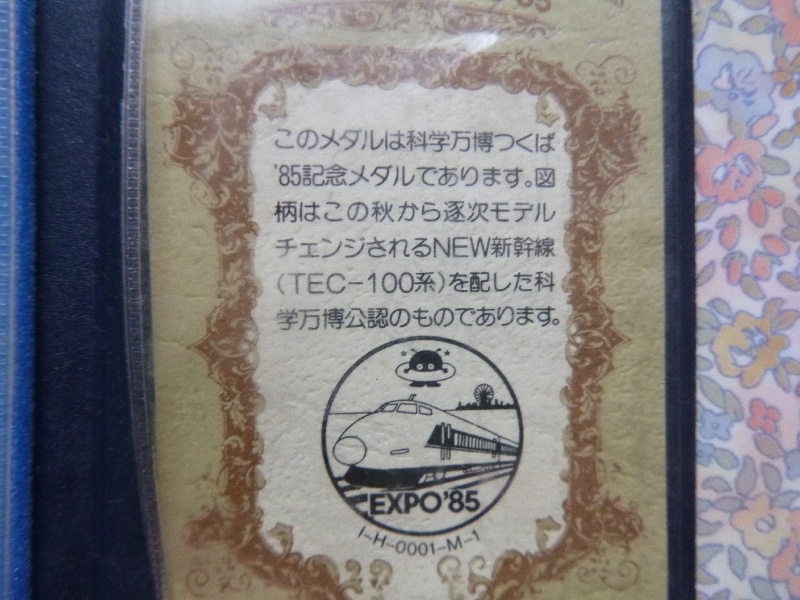 このメダルは科学万博つくば
'85記念メダルであります。図
柄はこの秋から逐次モデル
チェンジされるNEW新幹線
(TEC-100系)を配した科
学万博公認のものであります。
EXPO'85
I-H-0001-M-1